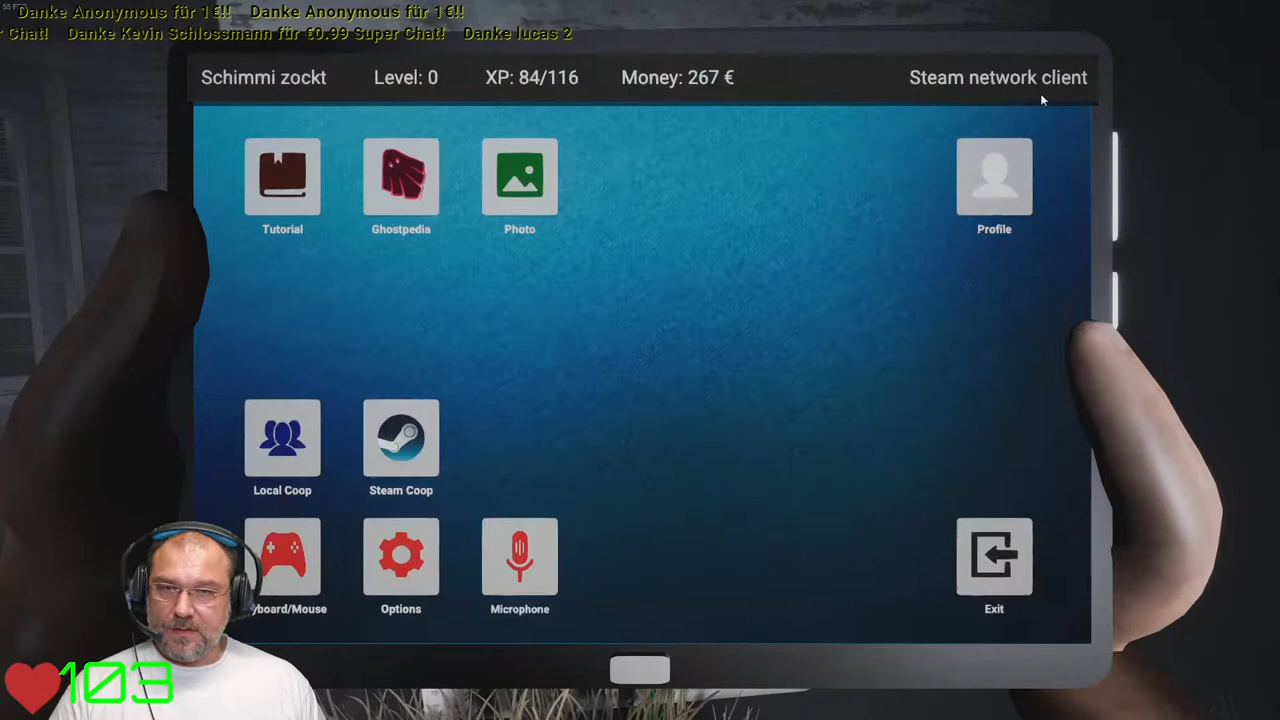 55 FPS
Danke Anonymous für 1€!! Danke Anonymous für 1€!!
r Chat! Danke Kevin Schlossmann für €0.99 Super Chat! Danke lucas 2
Schimmi zockt Level: 0 XP: 84/116 Money: 267 € Steam network client
Tutorial Ghostpedia Photo Profile
Local Coop Steam Coop
yboard/Mouse Options Microphone Exit
103